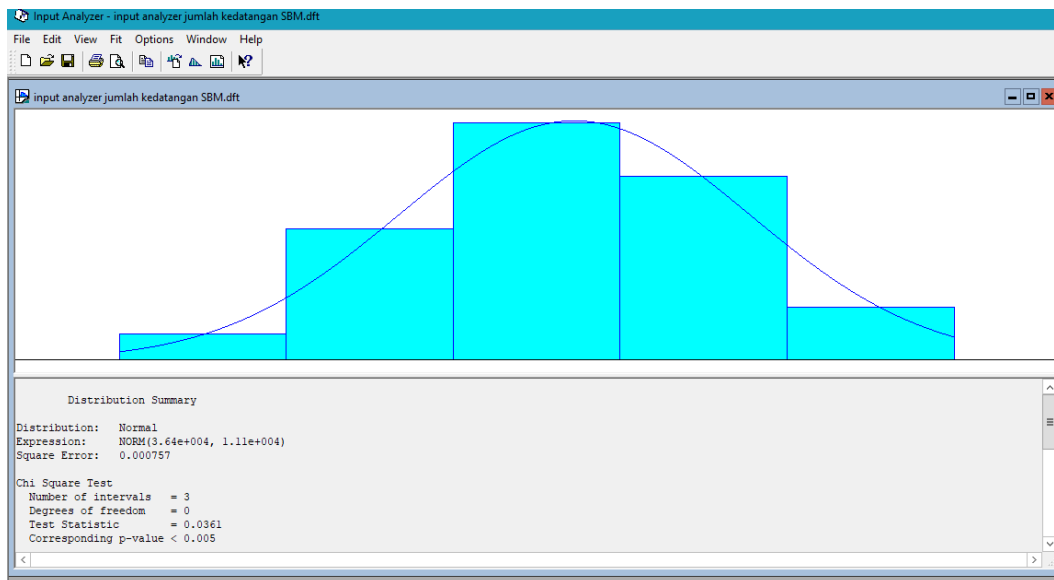 Input Analyzer - input analyzer jumlah kedatangan SBM.dft
File Edit View Fit Options Window Help
input analyzer jumlah kedatangan SBM.dft
Distribution Summary
Distribution: Normal
Expression: NORM(3.64e+004, 1.11e+004)
Square Error: 0.000757
Chi Square Test
Number of intervals = 3
Degrees of freedom = 0
Test Statistic = 0.0361
Corresponding p-value < 0.005